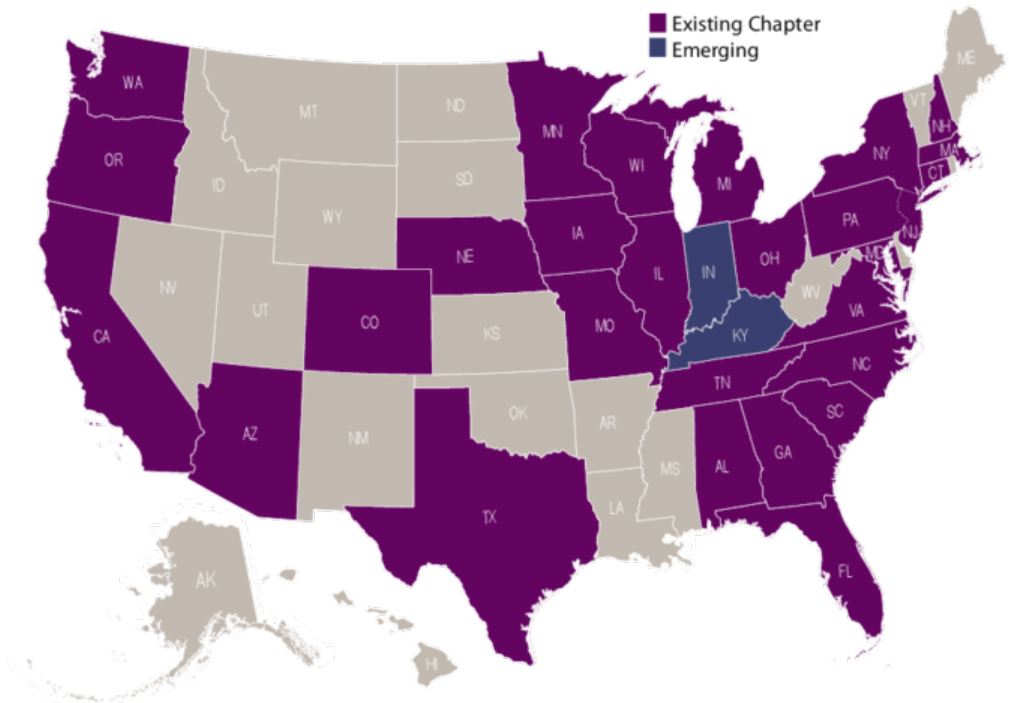 Existing Chapter
Emerging
WA
MT
ND
MN
ME
VT
NH
MA
NY
CT
OR
ID
SD
WI
MI
WY
PA
NJ
IA
NE
IL
IN
OH
MD
NV
UT
CO
KS
MO
KY
WV
VA
CA
AZ
NM
OK
AR
TN
NC
SC
MS
AL
GA
LA
TX
FL
AK
HI